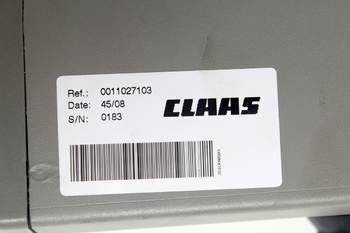 Ref.: 0011027103
Date: 45/08
S/N: 0183
CLAAS